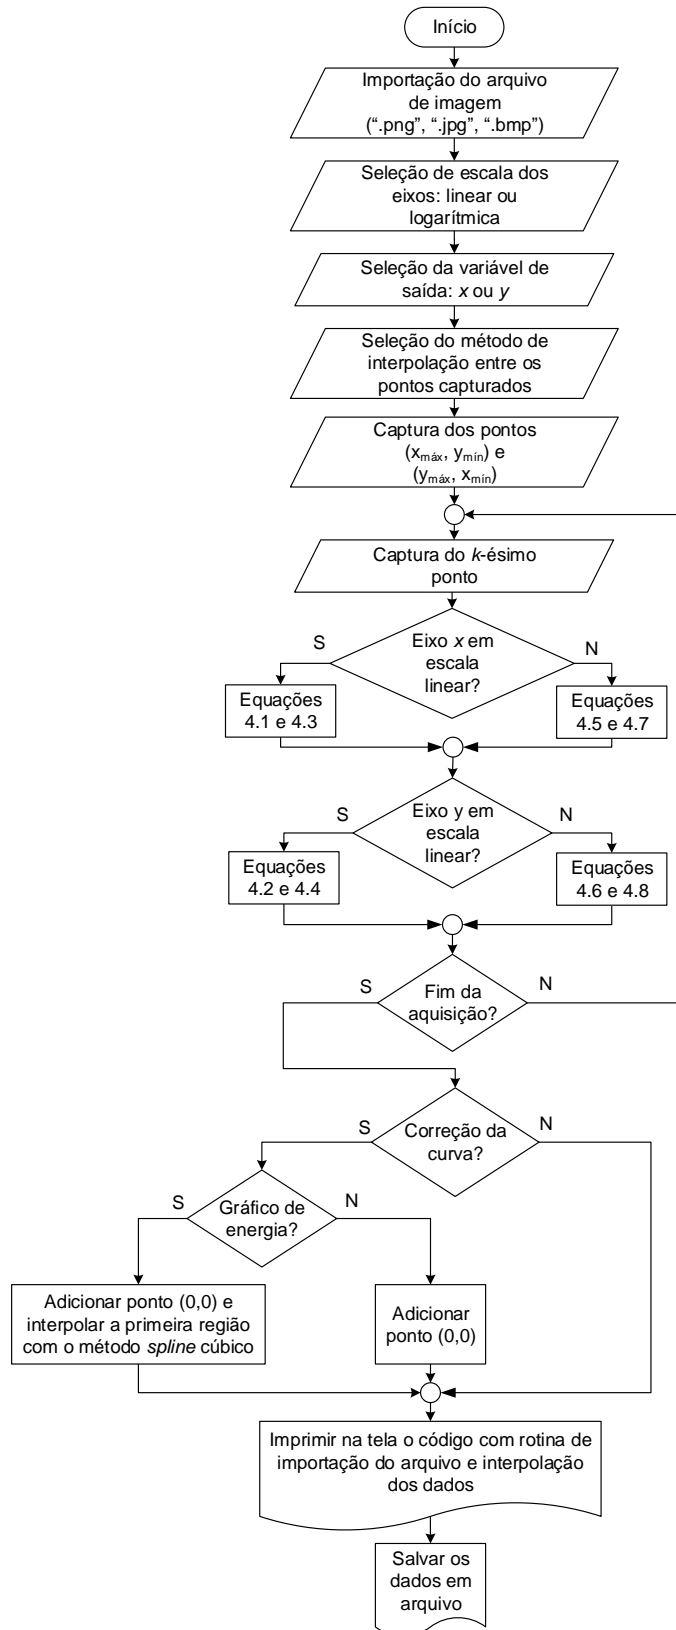 Início
Importação do arquivo
de imagem
(“.png”, “.jpg”, “.bmp”)
Seleção de escala dos
eixos: linear ou
logarítmica
Seleção da variável de
saída: x ou y
Seleção do método de
interpolação entre os
pontos capturados
Captura dos pontos
(xmáx, ymín) e
(ymáx, xmín)
Captura do k-ésimo
ponto
S
Eixo x em
escala
linear?
N
Equações
4.1 e 4.3
Equações
4.5 e 4.7
S
Eixo y em
escala
linear?
N
Equações
4.2 e 4.4
Equações
4.6 e 4.8
S
Fim da
aquisição?
N
S
Correção da
curva?
N
S
Gráfico de
energia?
N
Adicionar ponto (0,0) e
interpolar a primeira região
com o método spline cúbico
Adicionar
ponto (0,0)
Imprimir na tela o código com rotina de
importação do arquivo e interpolação
dos dados
Salvar os
dados em
arquivo